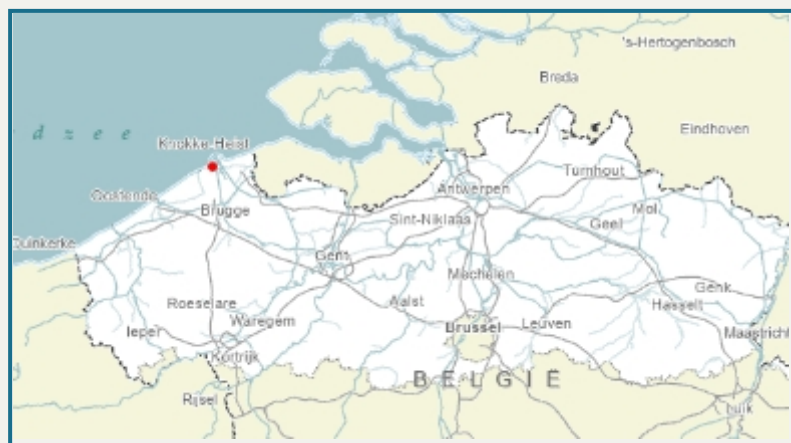 's-Hertogenbosch
Breda
Eindhoven
d z e e
Knokke-Heist
Turnhout
Antwerpen
Oostende
Brugge
Mol
Sint-Niklaas
Geel
Duinkerke
Gent
Mechelen
Genk
Roeselare
Aalst
Hasselt
Waregem
Ieper
Brussel
Leuven
Maastricht
Kortrijk
BELGIË
Rijsel
Luik